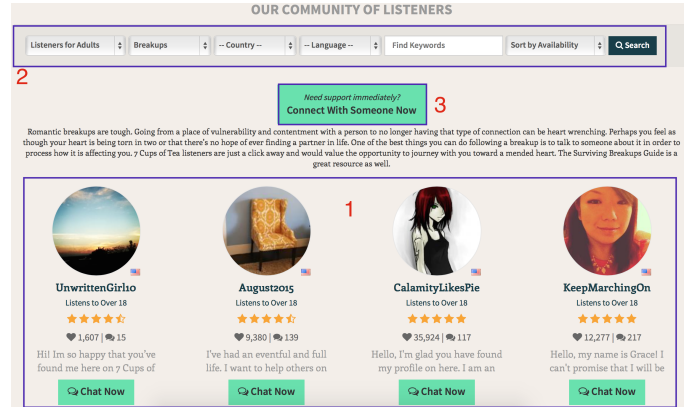 OUR COMMUNITY OF LISTENERS
Listeners for Adults Breakups -- Country -- -- Language -- Find Keywords Sort by Availability Search
2
Need support immediately?
Connect With Someone Now
3
Romantic breakups are tough. Going from a place of vulnerability and contentment with a person to no longer having that type of connection can be heart wrenching. Perhaps you feel as
though your heart is being torn in two or that there's no hope of ever finding a partner in life. One of the best things you can do following a breakup is to talk to someone about it in order to
process how it is affecting you. 7 Cups of Tea listeners are just a click away and would value the opportunity to journey with you toward a mended heart. The Surviving Breakups Guide is a
great resource as well.
1
UnwrittenGirl10 August2015 CalamityLikesPie KeepMarchingOn
Listens to Over 18 Listens to Over 18 Listens to Over 18 Listens to Over 18
1,607 | 15 9,380 | 139 35,924 | 117 12,277 | 217
Hi! Im so happy that you've I've had an eventful and full Hello, I'm glad you have found Hello, my name is Grace! I
found me here on 7 Cups of life. I want to help others on my profile on here. I am an can't promise that I will be
Chat Now Chat Now Chat Now Chat Now